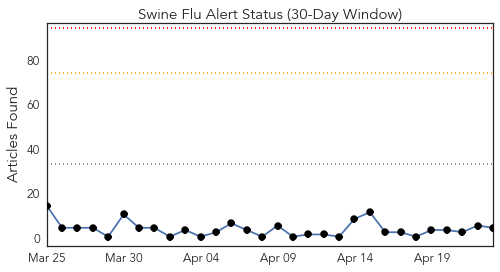 Swine Flu Alert Status (30-Day Window)
Articles Found
80
60
40
20
0
Mar 25 Mar 30 Apr 04 Apr 09 Apr 14 Apr 19